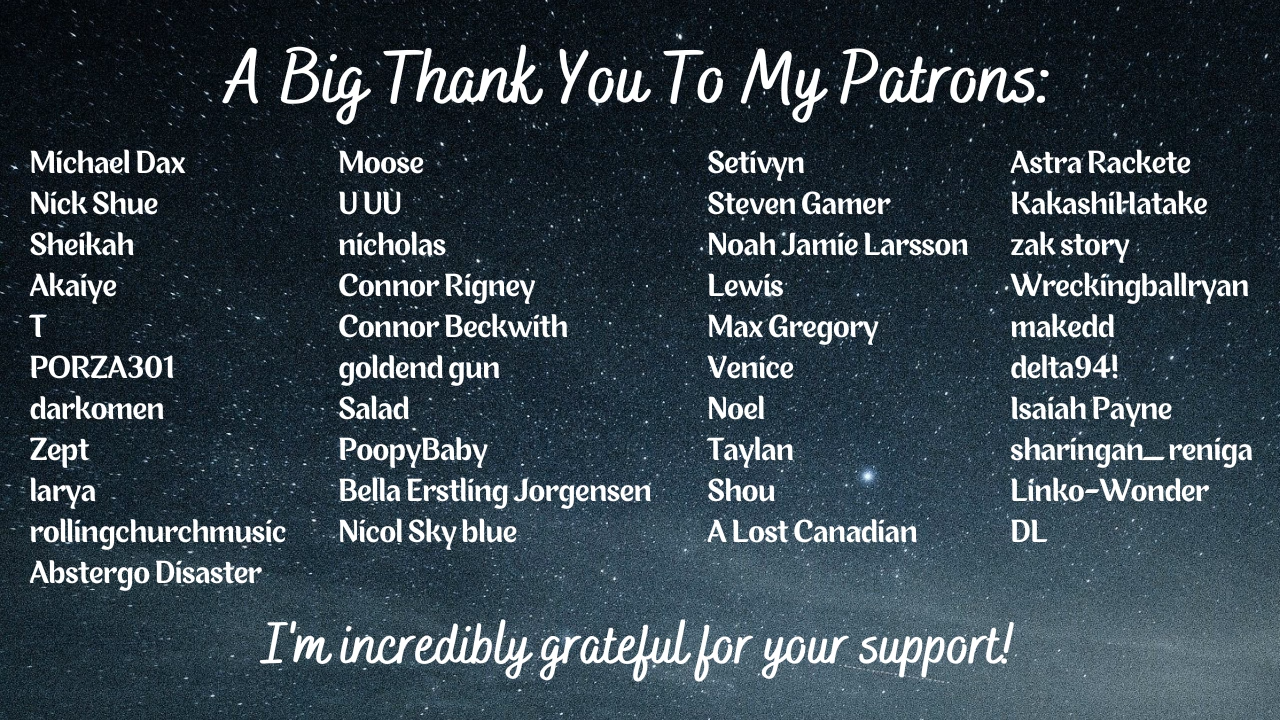 A Big Thank You To My Patrons:
Michael Dax
Nick Shue
Sheikah
Akaiye
T
PORZA301
darkomen
Zept
larya
rollingchurchmusic
Abstergo Disaster
Moose
U UÙ
nicholas
Connor Rigney
Connor Beckwith
goldend gun
Salad
PoopyBaby
Bella Erstling Jorgensen
Nicol Sky blue
Setivyn
Steven Gamer
Noah Jamie Larsson
Lewis
Max Gregory
Venice
Noel
Taylan
Shou
A Lost Canadian
Astra Rackete
KakashiHatake
zak story
Wreckingballryan
makedd
delta94!
Isaiah Payne
sharingan_reniga
Linko-Wonder
DL
I'm incredibly grateful for your support!